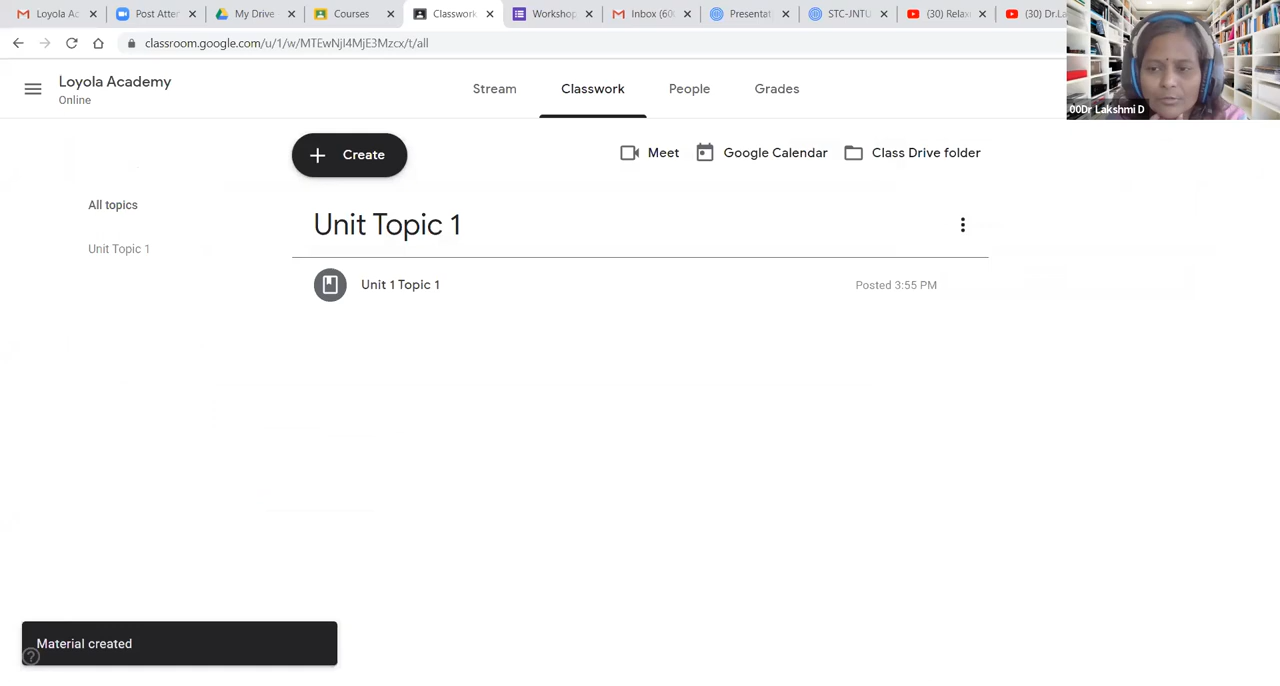 Loyola Ac
Post Atter
My Drive
Courses
Classwork
Workshop
Inbox (60
Presentat
STC-JNTU
(30) Relax
(30) Dr.La
classroom.google.com/u/1/w/MTEwNjI4MjE3Mzcx/t/all
00Dr Lakshmi D
Loyola Academy
Online
Stream
Classwork
People
Grades
Create
Meet
Google Calendar
Class Drive folder
All topics
Unit Topic 1
Unit Topic 1
Unit 1 Topic 1
Posted 3:55 PM
Material created